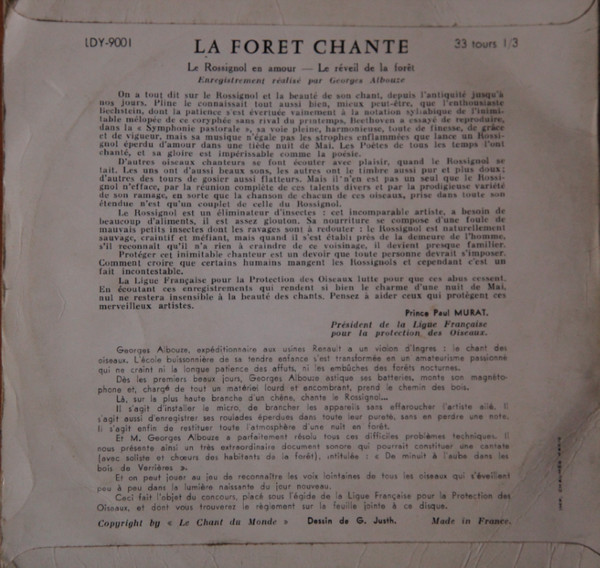 LDY-9001
LA FORET CHANTE
33 tours 1/3
Le Rossignol en amour — Le réveil de la forêt
Enregistrement réalisé par Georges Albouze
On a tout dit sur le Rossignol et la beauté de son chant, depuis l'antiquité jusqu'à
nos jours. Pline le connaissait tout aussi bien, mieux peut-être, que l'enthousiaste
Bechstein, dont la patience s'est évertuée vainement à la notation syllabique de l'inimi-
table mélopée de ce coryphée sans rival du printemps, Beethoven a essayé de reproduire,
dans la « Symphonie pastorale », sa voie pleine, harmonieuse, toute de finesse, de grâce
et de vigueur, mais sa musique n'égale pas les strophes enflammées que lance un Rossi-
gnol éperdu d'amour dans une tiède nuit de Mai. Les Poètes de tous les temps l'ont
chanté, et sa gloire est impérissable comme la poésie.
D'autres oiseaux chanteurs se font écouter avec plaisir, quand le Rossignol se
tait. Les uns ont d'aussi beaux sons, les autres ont le timbre aussi pur et plus doux ;
d'autres des tours de gosier aussi flatteurs. Mais il n'en est pas un seul que le Rossi-
gnol n'efface, par la réunion complète de ces talents divers et par la prodigieuse variété
de son ramage, en sorte que la chanson de chacun de ces oiseaux, prise dans toute son
étendue n'est qu'un couplet de celle du Rossignol.
Le Rossignol est un éliminateur d'insectes : cet incomparable artiste, a besoin de
beaucoup d'aliments, il est assez glouton. Sa nourriture se compose d'une foule de
mauvais petits insectes dont les ravages sont à redouter : le Rossignol est naturellement
sauvage, craintif et méfiant, mais quand il s'est établi près de la demeure de l'homme,
s'il reconnaît qu'il n'a rien à craindre de ce voisinage, il devient presque familier.
Protéger cet inimitable chanteur est un devoir que toute personne devrait s'imposer.
Comment croire que certains humains mangent les Rossignols et cependant c'est un
fait incontestable.
La Ligue Française pour la Protection des Oiseaux lutte pour que ces abus cessent.
En écoutant ces enregistrements qui rendent si bien le charme d'une nuit de Mai,
nul ne restera insensible à la beauté des chants. Pensez à aider ceux qui protègent ces
merveilleux artistes.
Prince Paul MURAT,
Président de la Ligue Française
pour la protection des Oiseaux.
Georges Albouze, expéditionnaire aux usines Renault a un violon d'Ingres : le chant des
oiseaux. L'école buissonnière de sa tendre enfance s'est transformée en un amateurisme passionné
qui ne craint ni la longue patience des affuts, ni les embûches des forêts nocturnes.
Dès les premiers beaux jours, Georges Albouze astique ses batteries, monte son magnéto-
phone et, chargé de tout un matériel lourd et encombrant, prend le chemin des bois.
Là, sur la plus haute branche d'un chêne, chante le Rossignol...
Il s'agit d'installer le micro, de brancher les appareils sans effaroucher l'artiste ailé. Il
s'agit aussi d'enregistrer ses roulades éperdues dans toute leur pureté, sans en perdre une note.
Il s'agit enfin de restituer toute l'atmosphère d'une nuit en forêt.
Et M. Georges Albouze a parfaitement résolu tous ces difficiles problèmes techniques. Il
nous présente ainsi un très extraordinaire document sonore qui pourrait constituer une cantate
(avec soliste et chœurs des habitants de la forêt), intitulée : « De minuit à l'aube dans les
bois de Verrières ».
Et on peut jouer au jeu de reconnaître les voix lointaines de tous les oiseaux qui s'éveillent
peu à peu dans la lumière naissante du jour nouveau.
Ceci fait l'objet du concours, placé sous l'égide de la Ligue Française pour la Protection des
Oiseaux, et dont vous trouverez le règlement sur la feuille jointe à ce disque.
Copyright by « Le Chant du Monde » Dessin de G. Justh. Made in France.